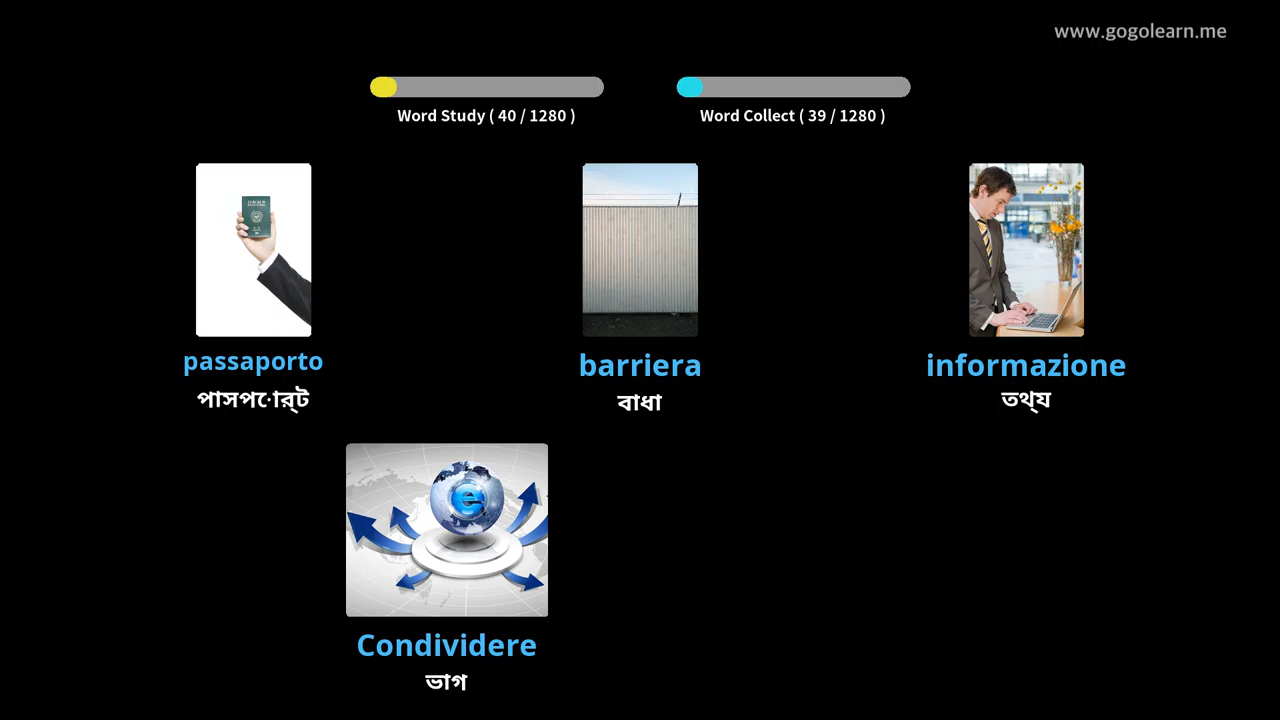 www.gogolearn.me
Word Study ( 40 / 1280 )
Word Collect ( 39 / 1280 )
passaporto
পাসপোর্ট
barriera
বাধা
informazione
তথ্য
e
Condividere
ভাগ